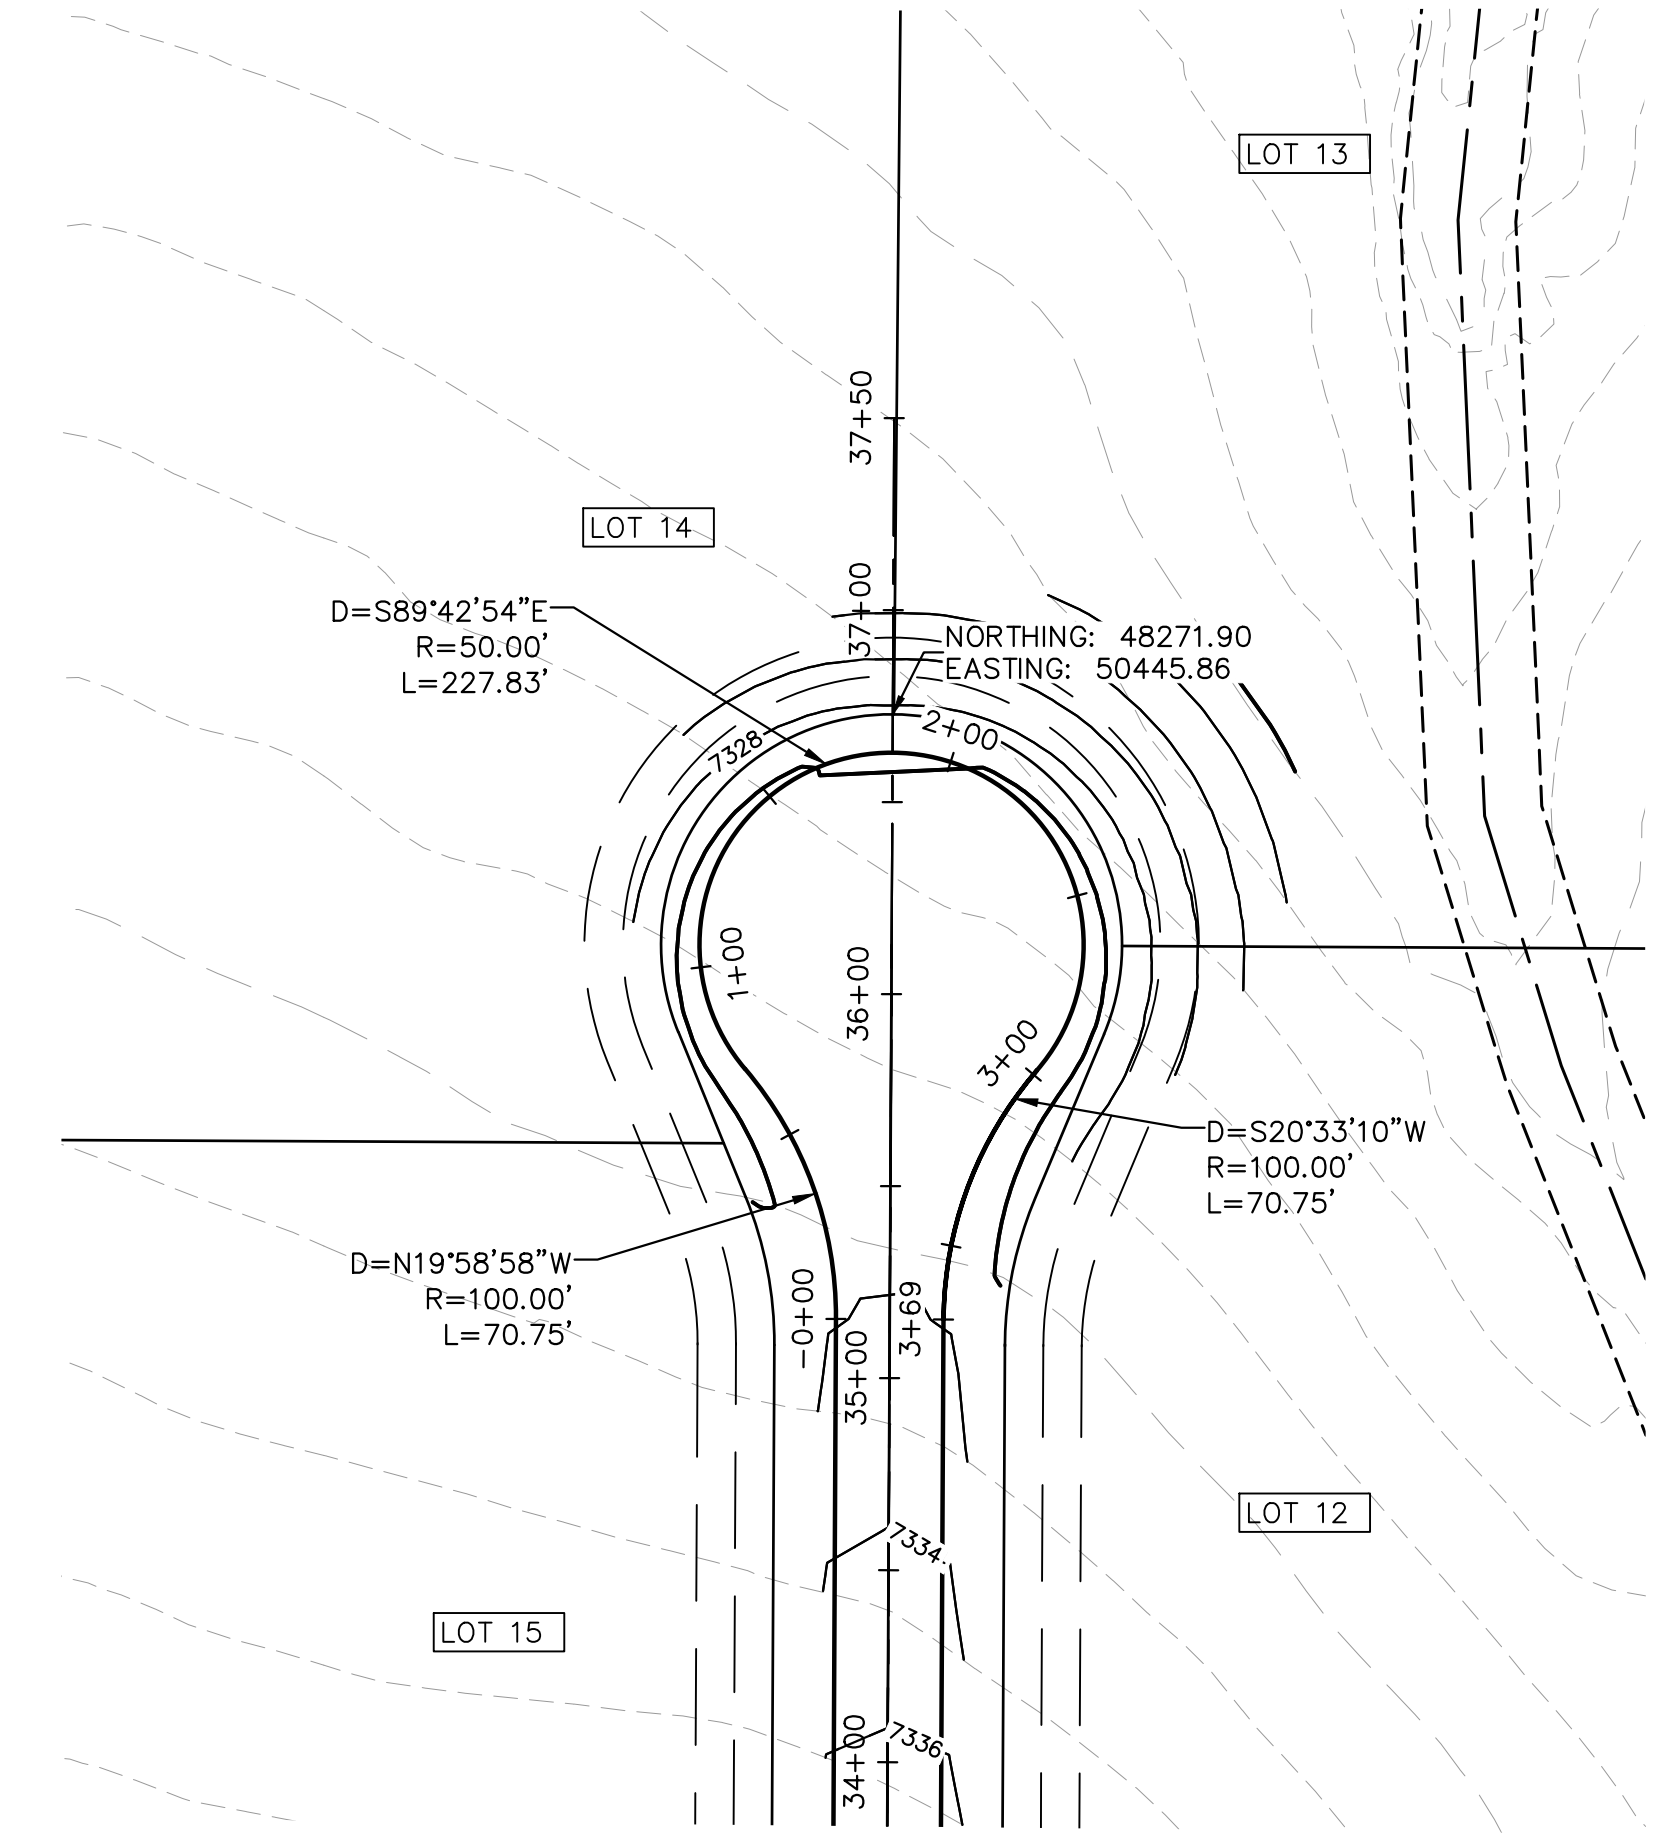 LOT 13
37+50
LOT 14
37+00
D=S89°42'54"E
R=50.00'
L=227.83'
NORTHING: 48271.90
EASTING: 50445.86
2+00
7328
1+00
36+00
3+00
D=S20°33'10"W
R=100.00'
L=70.75'
D=N19°58'58"W
R=100.00'
L=70.75'
-0+00
3+69
35+00
LOT 12
7334
LOT 15
7336
34+00